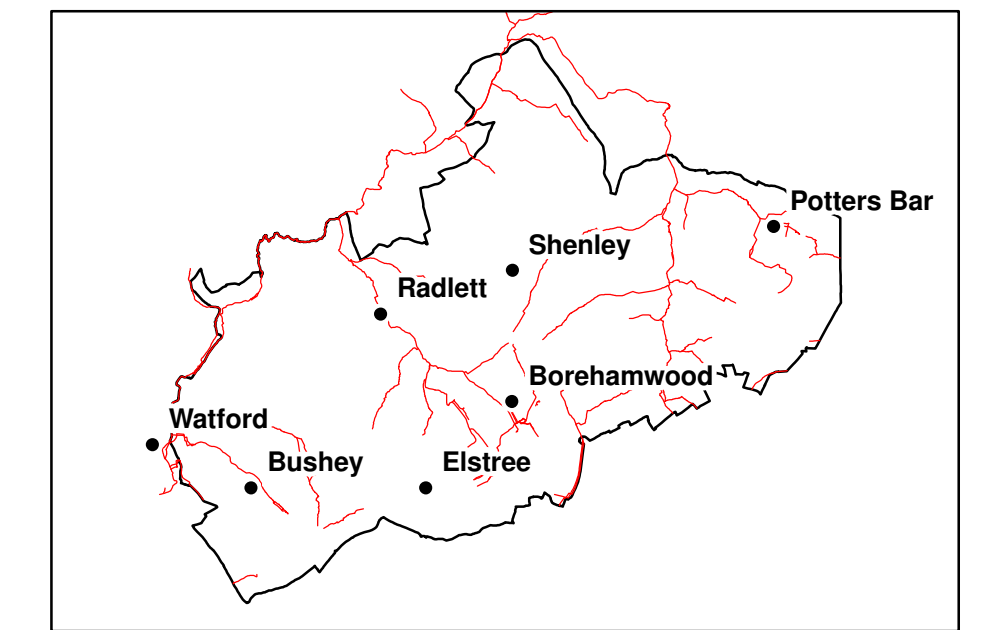 Potters Bar
Shenley
Radlett
Borehamwood
Watford
Bushey
Elstree